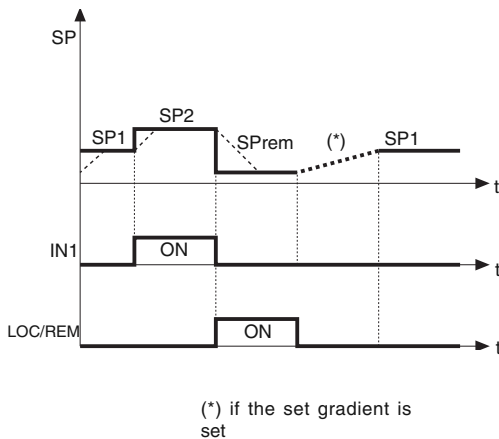 SP
SP1
SP2
SPrem
(*)
SP1
t
IN1
ON
t
LOC/REM
ON
t
(*) if the set gradient is
set